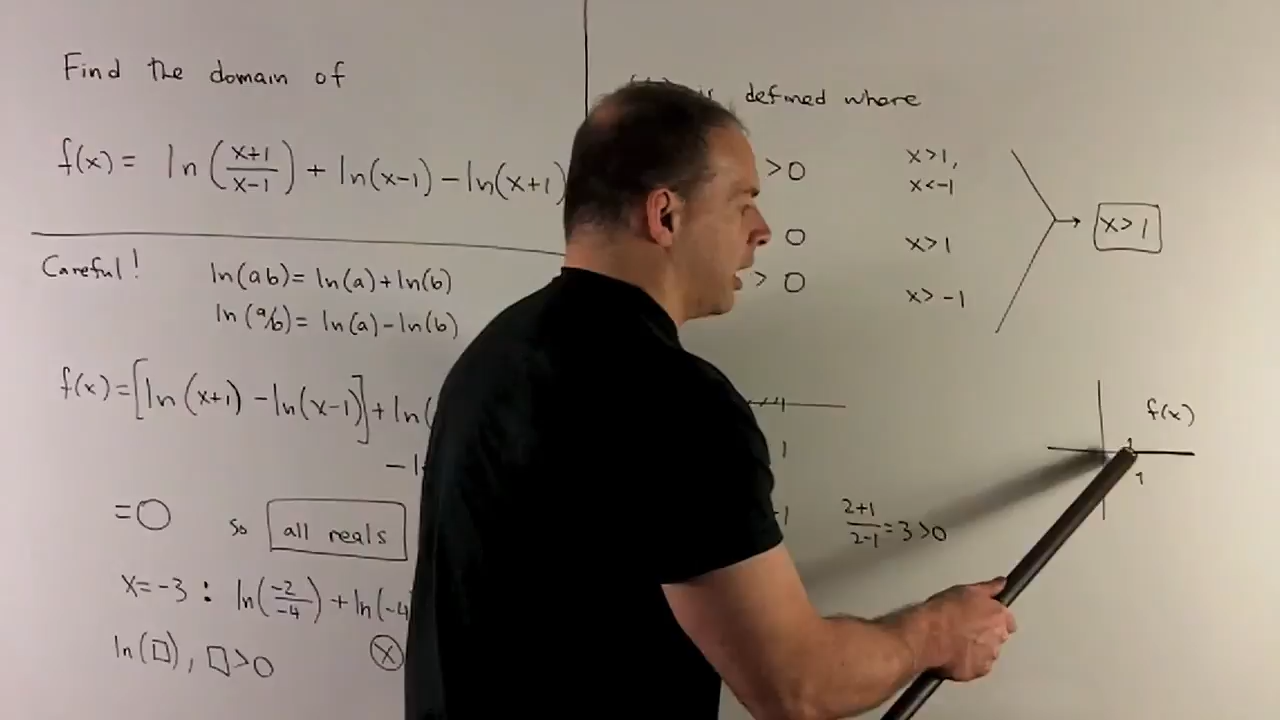 Find the domain of
f(x) = ln(x+1/x-1) + ln(x-1) - ln(x+1)
Careful! ln(ab) = ln(a)+ln(b)
ln(a/b) = ln(a)-ln(b)
f(x) = [ln(x+1) - ln(x-1)] + ln(
=0 so all reals
x=-3 : ln(-2/-4) + ln(-4
ln(□), □>0 ⊗
defined where
>0 x>1,
x<-1
0 x>1
> 0 x>-1
→ x>1
1
2+1/2-1 = 3 >0
f(x)
1